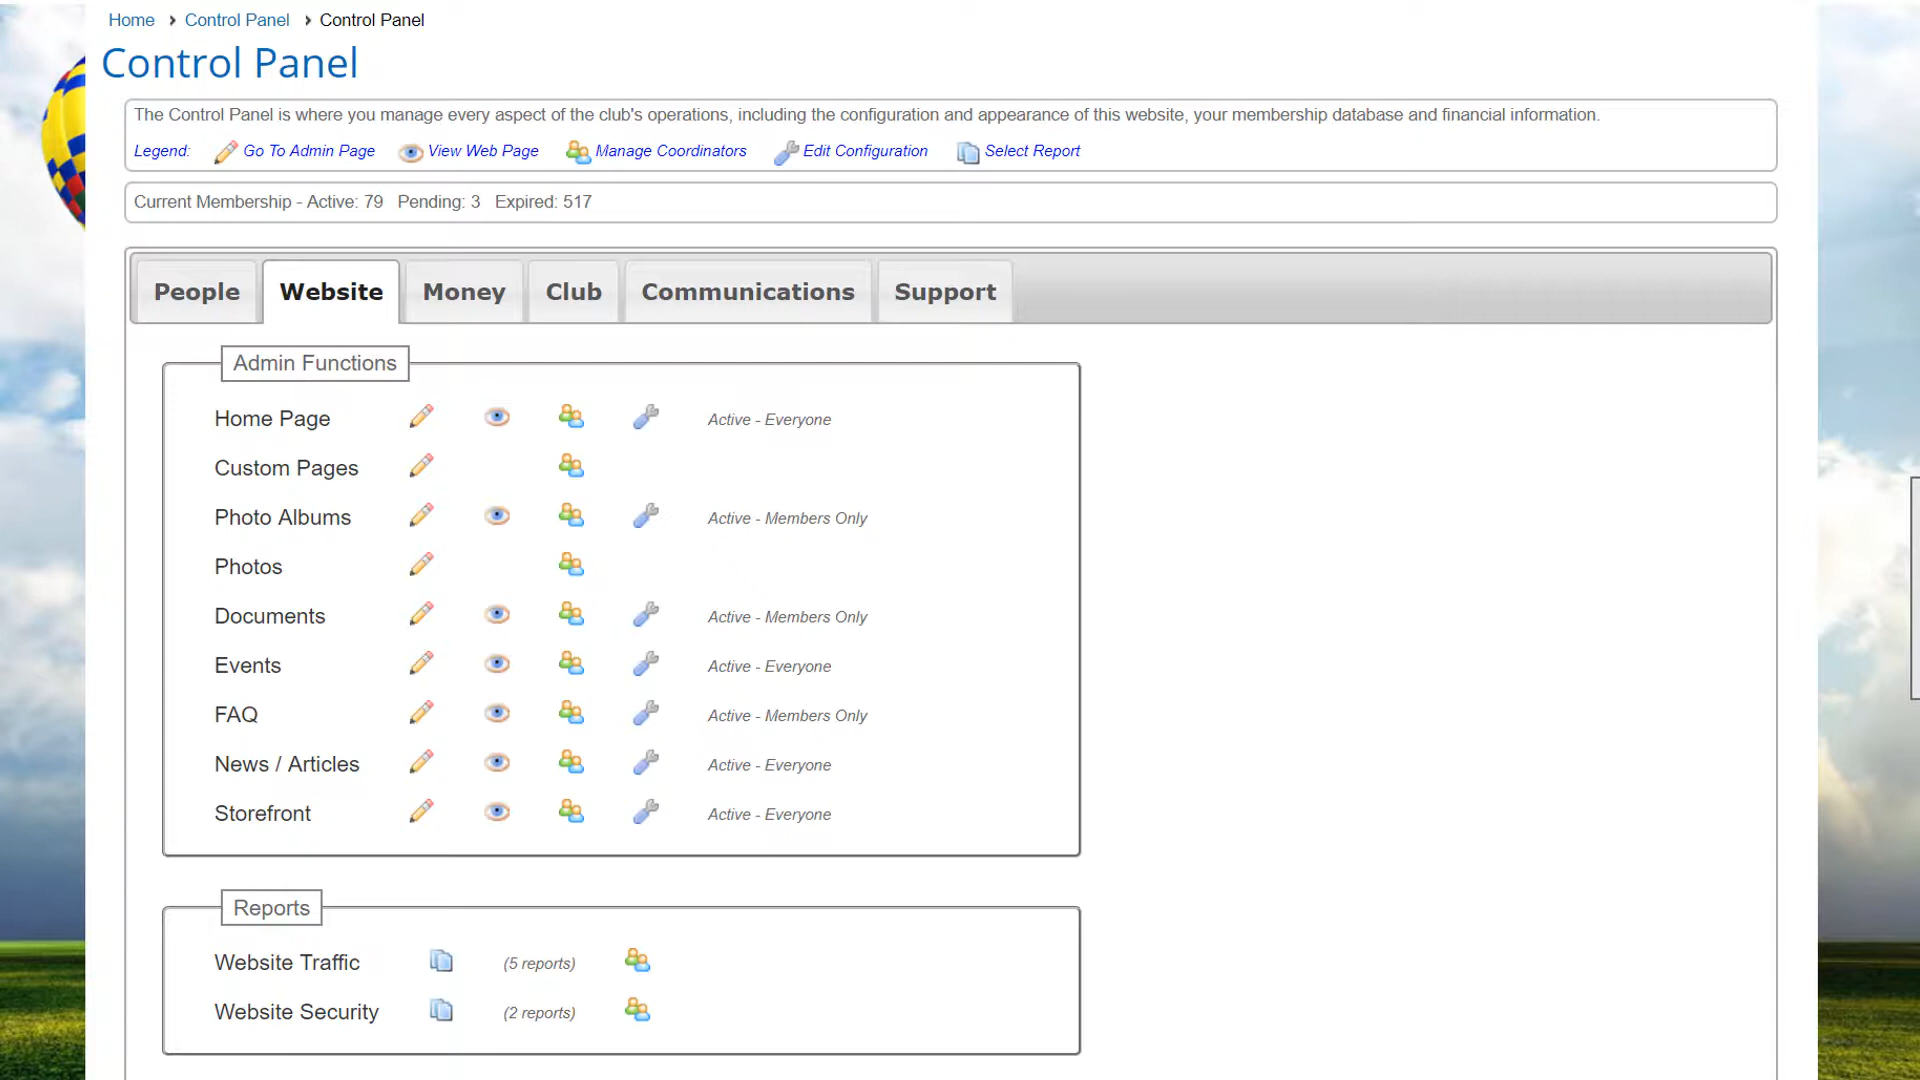 Home › Control Panel › Control Panel
Control Panel
The Control Panel is where you manage every aspect of the club's operations, including the configuration and appearance of this website, your membership database and financial information.
Legend: Go To Admin Page View Web Page Manage Coordinators Edit Configuration Select Report
Current Membership - Active: 79 Pending: 3 Expired: 517
People Website Money Club Communications Support
Admin Functions
Home Page Active - Everyone
Custom Pages
Photo Albums Active - Members Only
Photos
Documents Active - Members Only
Events Active - Everyone
FAQ Active - Members Only
News / Articles Active - Everyone
Storefront Active - Everyone
Reports
Website Traffic (5 reports)
Website Security (2 reports)